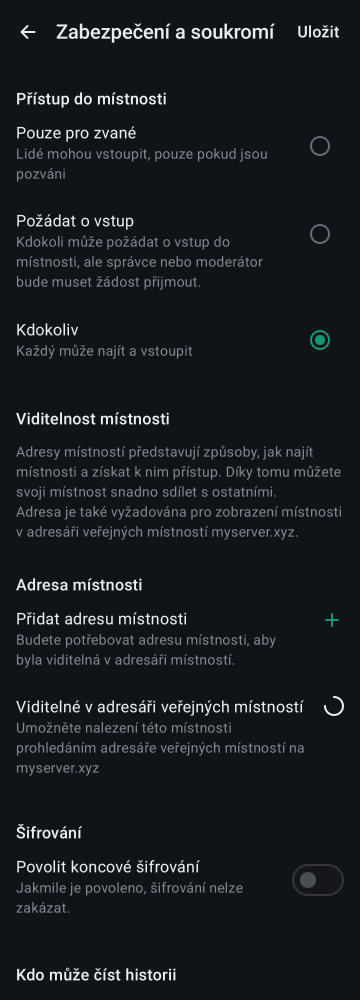 Zabezpečení a soukromí
Uložit
Přístup do místnosti
Pouze pro zvané
Lidé mohou vstoupit, pouze pokud jsou
pozváni
Požádat o vstup
Kdokoli může požádat o vstup do
místnosti, ale správce nebo moderátor
bude muset žádost přijmout.
Kdokoliv
Každý může najít a vstoupit
Viditelnost místnosti
Adresy místností představují způsoby, jak najít
místnosti a získat k nim přístup. Díky tomu můžete
svoji místnost snadno sdílet s ostatními.
Adresa je také vyžadována pro zobrazení místnosti
v adresáři veřejných místností myserver.xyz.
Adresa místnosti
Přidat adresu místnosti
Budete potřebovat adresu místnosti, aby
byla viditelná v adresáři místností.
Viditelné v adresáři veřejných místností
Umožněte nalezení této místnosti
prohledáním adresáře veřejných místností na
myserver.xyz
Šifrování
Povolit koncové šifrování
Jakmile je povoleno, šifrování nelze
zakázat.
Kdo může číst historii